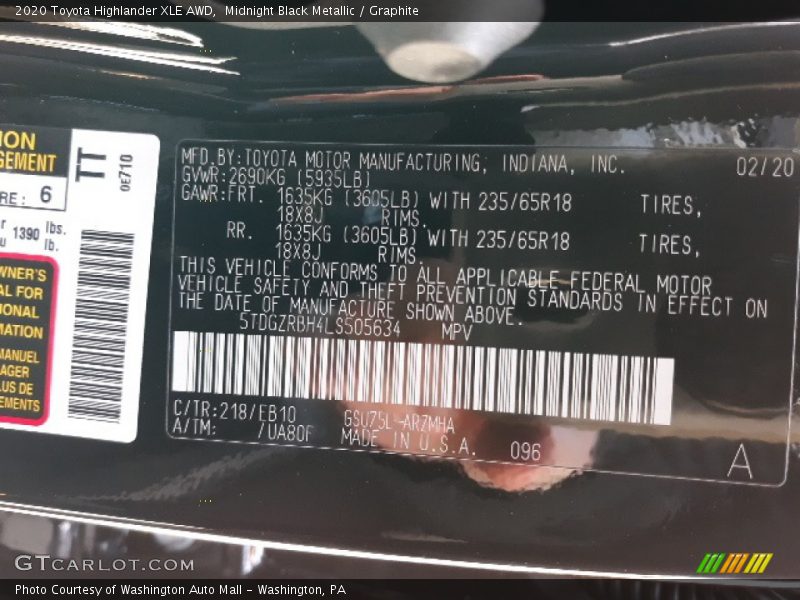 2020 Toyota Highlander XLE AWD, Midnight Black Metallic / Graphite
ION
GEMENT
RE: 6
TT
0E710
1390 lbs.
lb.
WNER'S
AL FOR
IONAL
MATION
MANUEL
AGER
LUS DE
EMENTS
MFD.BY:TOYOTA MOTOR MANUFACTURING, INDIANA, INC. 02/20
GVWR:2690KG (5935LB)
GAWR:FRT. 1635KG (3605LB) WITH 235/65R18 TIRES,
18X8J RIMS,
RR. 1635KG (3605LB) WITH 235/65R18 TIRES,
18X8J RIMS.
THIS VEHICLE CONFORMS TO ALL APPLICABLE FEDERAL MOTOR
VEHICLE SAFETY AND THEFT PREVENTION STANDARDS IN EFFECT ON
THE DATE OF MANUFACTURE SHOWN ABOVE.
5TDGZRBH4LS505634 MPV
C/TR:218/EB10 GSU75L-ARZMHA
A/TM: /UA80F MADE IN U.S.A. 096
A
GTCARLOT.COM
Photo Courtesy of Washington Auto Mall - Washington, PA